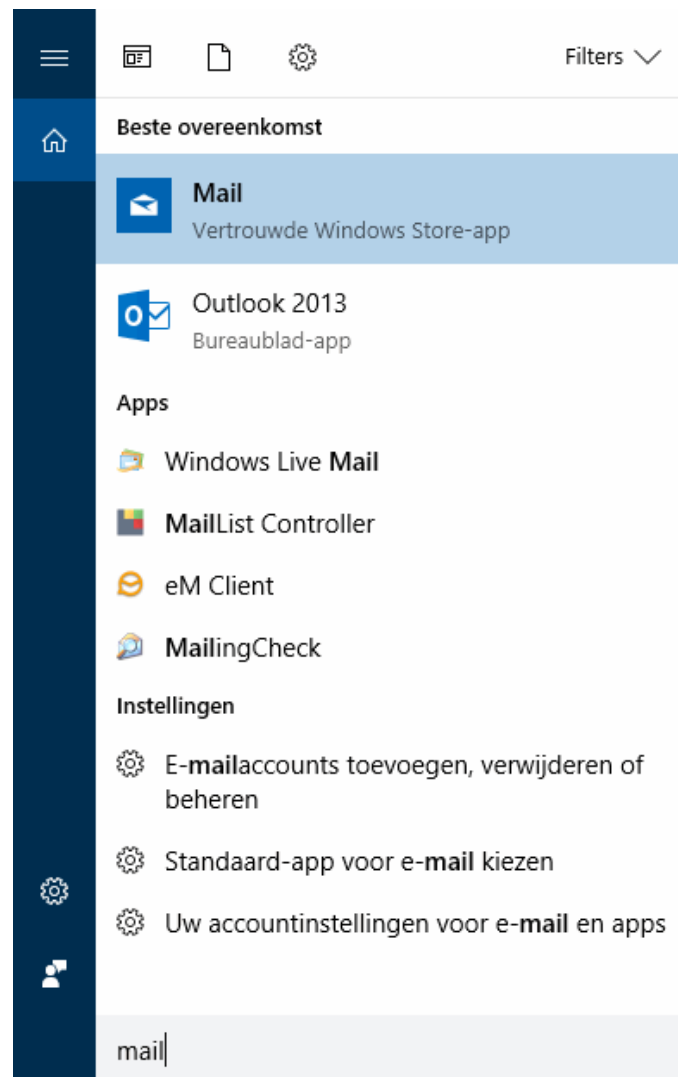 Filters
Beste overeenkomst
Mail
Vertrouwde Windows Store-app
Outlook 2013
Bureaublad-app
Apps
Windows Live Mail
MailList Controller
eM Client
MailingCheck
Instellingen
E-mailaccounts toevoegen, verwijderen of
beheren
Standaard-app voor e-mail kiezen
Uw accountinstellingen voor e-mail en apps
mail